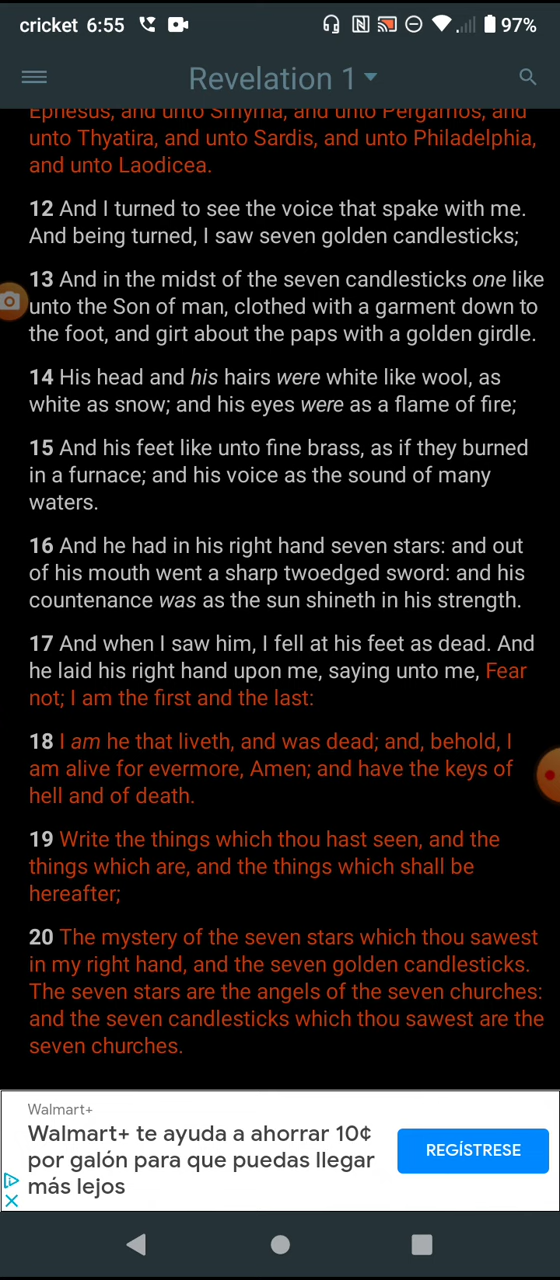 cricket 6:55 97%
Revelation 1
Ephesus, and unto Smyrna, and unto Pergamos, and
unto Thyatira, and unto Sardis, and unto Philadelphia,
and unto Laodicea.
12 And I turned to see the voice that spake with me.
And being turned, I saw seven golden candlesticks;
13 And in the midst of the seven candlesticks one like
unto the Son of man, clothed with a garment down to
the foot, and girt about the paps with a golden girdle.
14 His head and his hairs were white like wool, as
white as snow; and his eyes were as a flame of fire;
15 And his feet like unto fine brass, as if they burned
in a furnace; and his voice as the sound of many
waters.
16 And he had in his right hand seven stars: and out
of his mouth went a sharp twoedged sword: and his
countenance was as the sun shineth in his strength.
17 And when I saw him, I fell at his feet as dead. And
he laid his right hand upon me, saying unto me, Fear
not; I am the first and the last:
18 I am he that liveth, and was dead; and, behold, I
am alive for evermore, Amen; and have the keys of
hell and of death.
19 Write the things which thou hast seen, and the
things which are, and the things which shall be
hereafter;
20 The mystery of the seven stars which thou sawest
in my right hand, and the seven golden candlesticks.
The seven stars are the angels of the seven churches:
and the seven candlesticks which thou sawest are the
seven churches.
Walmart+
Walmart+ te ayuda a ahorrar 10¢
por galón para que puedas llegar
más lejos
REGÍSTRESE